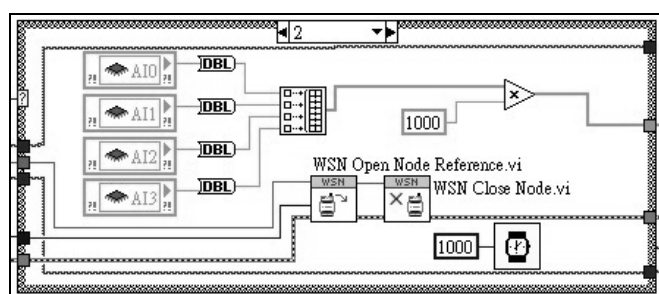 2
?
?! AI0 ?!
DBL
?! AI1 ?!
DBL
?! AI2 ?!
DBL
?! AI3 ?!
DBL
×
1000
WSN Open Node Reference.vi
WSN
WSN
WSN Close Node.vi
1000